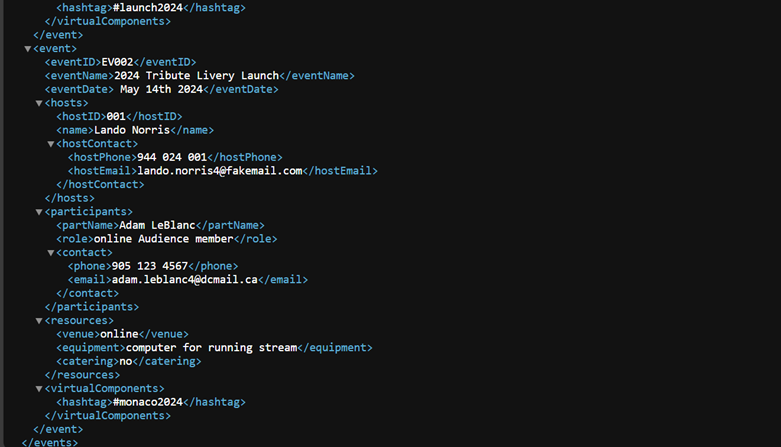 <hashtag>#launch2024</hashtag>
</virtualComponents>
</event>
<event>
<eventID>EV002</eventID>
<eventName>2024 Tribute Livery Launch</eventName>
<eventDate> May 14th 2024</eventDate>
<hosts>
<hostID>001</hostID>
<name>Lando Norris</name>
<hostContact>
<hostPhone>944 024 001</hostPhone>
<hostEmail>lando.norris4@fakemail.com</hostEmail>
</hostContact>
</hosts>
<participants>
<partName>Adam LeBlanc</partName>
<role>online Audience member</role>
<contact>
<phone>905 123 4567</phone>
<email>adam.leblanc4@dcmail.ca</email>
</contact>
</participants>
<resources>
<venue>online</venue>
<equipment>computer for running stream</equipment>
<catering>no</catering>
</resources>
<virtualComponents>
<hashtag>#monaco2024</hashtag>
</virtualComponents>
</event>
</events>